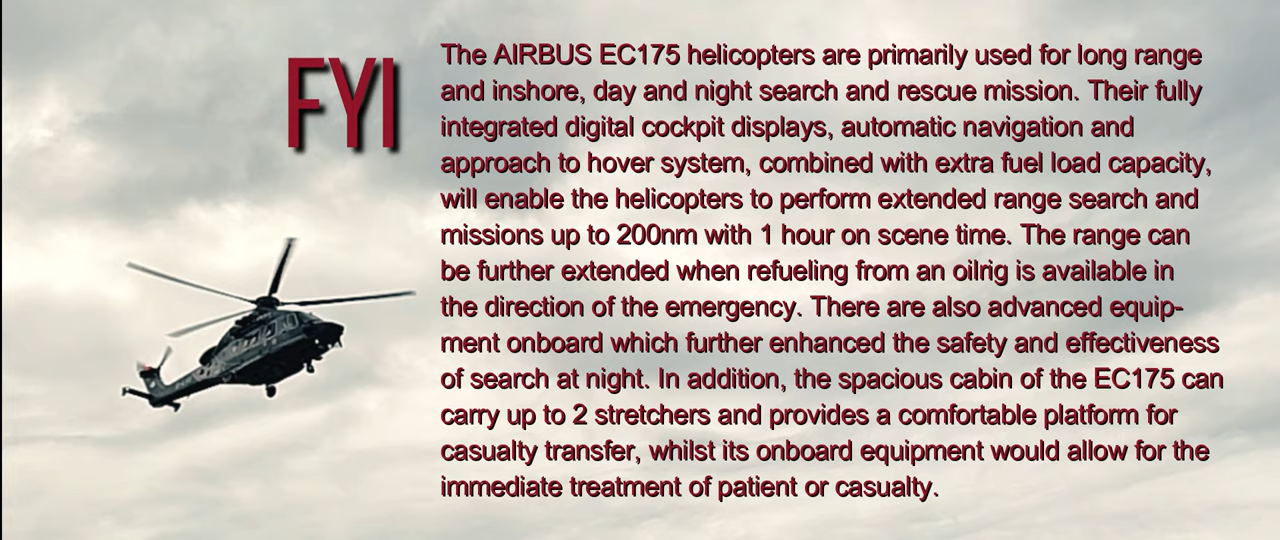 FYI
The AIRBUS EC175 helicopters are primarily used for long range
and inshore, day and night search and rescue mission. Their fully
integrated digital cockpit displays, automatic navigation and
approach to hover system, combined with extra fuel load capacity,
will enable the helicopters to perform extended range search and
missions up to 200nm with 1 hour on scene time. The range can
be further extended when refueling from an oilrig is available in
the direction of the emergency. There are also advanced equip-
ment onboard which further enhanced the safety and effectiveness
of search at night. In addition, the spacious cabin of the EC175 can
carry up to 2 stretchers and provides a comfortable platform for
casualty transfer, whilst its onboard equipment would allow for the
immediate treatment of patient or casualty.